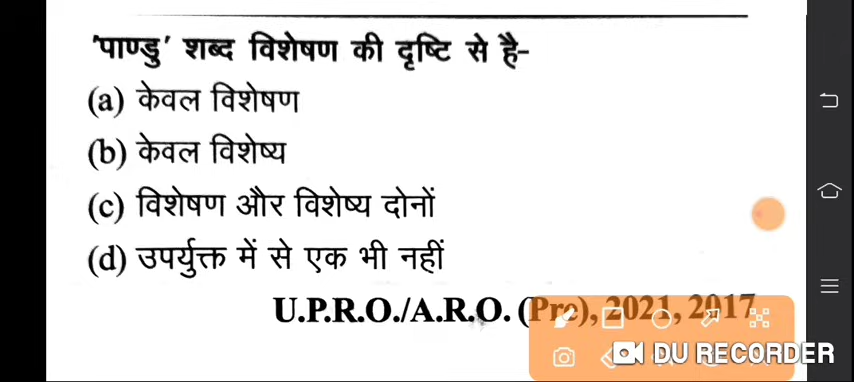 'पाण्डु' शब्द विशेषण की दृष्टि से है-
(a) केवल विशेषण
(b) केवल विशेष्य
(c) विशेषण और विशेष्य दोनों
(d) उपर्युक्त में से एक भी नहीं
U.P.R.O./A.R.O. (Pre), 2021, 2017
DU RECORDER